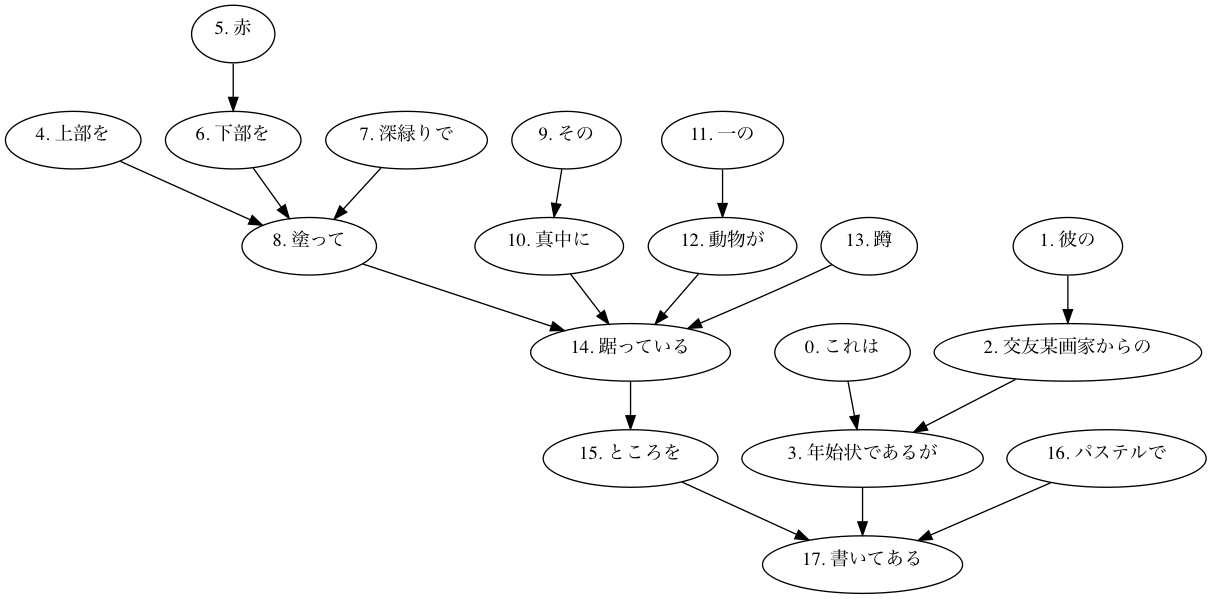 5. 赤
4. 上部を
6. 下部を
7. 深緑りで
9. その
11. 一の
8. 塗って
10. 真中に
12. 動物が
13. 蹲
1. 彼の
14. 踞っている
0. これは
2. 交友某画家からの
15. ところを
3. 年始状であるが
16. パステルで
17. 書いてある